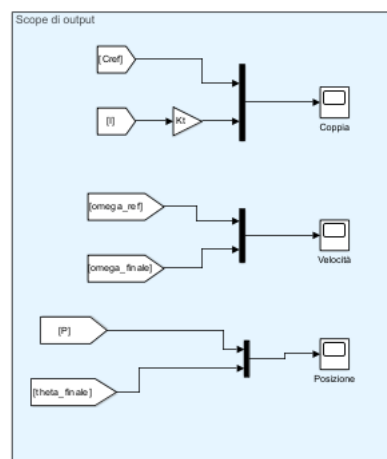 Scope di output
[Cref]
[I]
Kt
Coppia
[omega_ref]
[omega_finale]
Velocità
[P]
[theta_finale]
Posizione